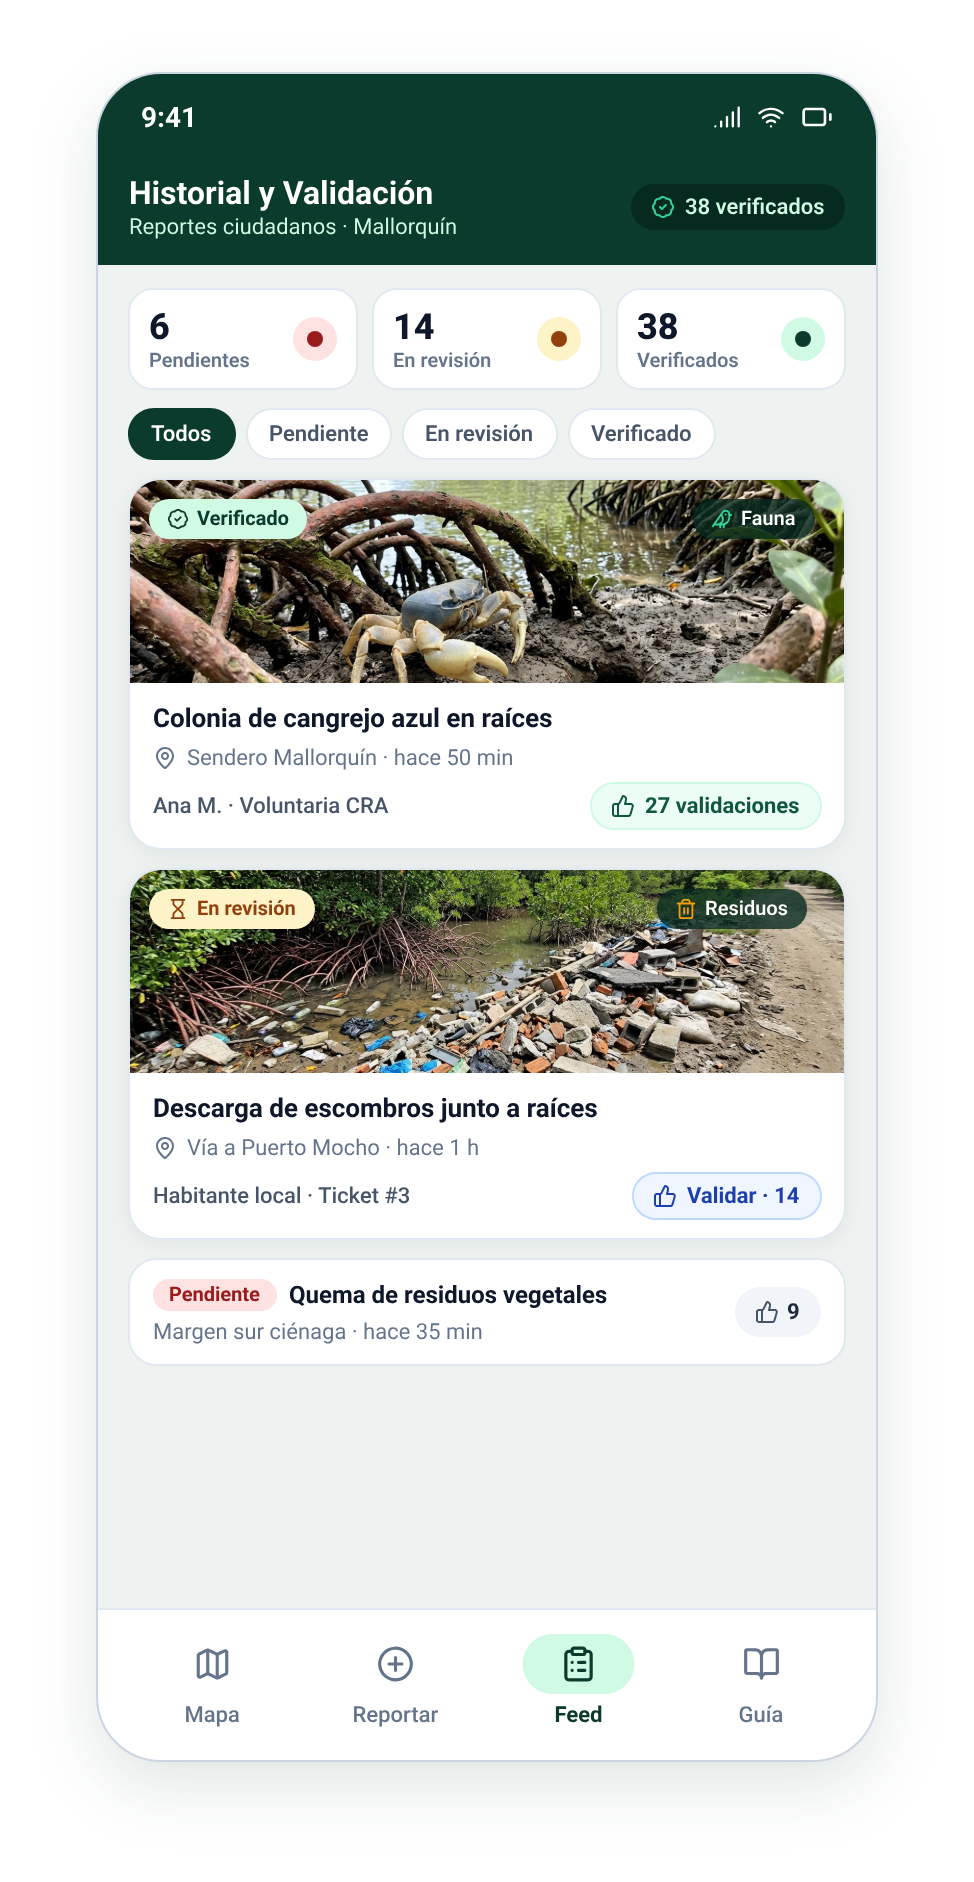 9:41
Historial y Validación
Reportes ciudadanos · Mallorquín
38 verificados
6
Pendientes
14
En revisión
38
Verificados
Todos
Pendiente
En revisión
Verificado
Verificado
Fauna
Colonia de cangrejo azul en raíces
Sendero Mallorquín · hace 50 min
Ana M. · Voluntaria CRA
27 validaciones
En revisión
Residuos
Descarga de escombros junto a raíces
Vía a Puerto Mocho · hace 1 h
Habitante local · Ticket #3
Validar · 14
Pendiente
Quema de residuos vegetales
Margen sur ciénaga · hace 35 min
9
Mapa
Reportar
Feed
Guía